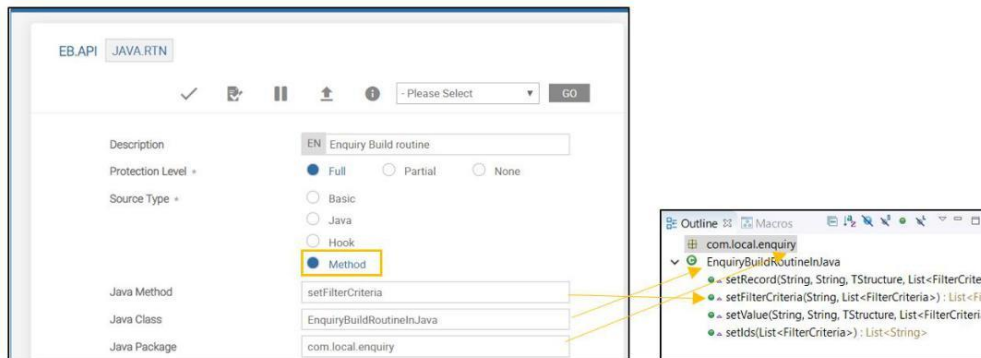 EB.API JAVA.RTN
- Please Select GO
Description EN Enquiry Build routine
Protection Level * Full Partial None
Source Type * Basic
Java
Hook
Method
Java Method setFilterCriteria
Java Class EnquiryBuildRoutineInJava
Java Package com.local.enquiry
Outline Macros
com.local.enquiry
EnquiryBuildRoutineInJava
setRecord(String, String, TStructure, List<FilterCrite
setFilterCriteria(String, List<FilterCriteria>) : List<Fi
setValue(String, String, TStructure, List<FilterCriteria
setIds(List<FilterCriteria>) : List<String>